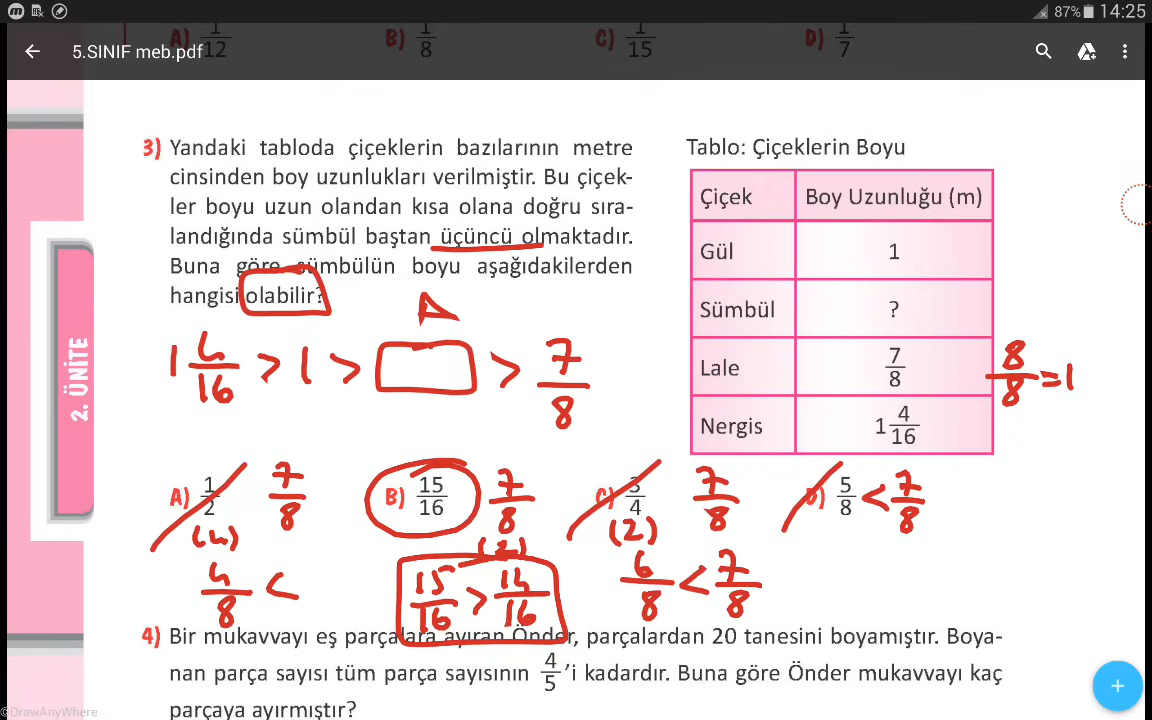 87% 14:25
A) 1/12 B) 1/8 C) 1/15 D) 1/7
5.SINIF meb.pdf
3) Yandaki tabloda çiçeklerin bazılarının metre
cinsinden boy uzunlukları verilmiştir. Bu çiçek-
ler boyu uzun olandan kısa olana doğru sıra-
landığında sümbül baştan üçüncü olmaktadır.
Buna göre sümbülün boyu aşağıdakilerden
hangisi olabilir?
Tablo: Çiçeklerin Boyu
Çiçek Boy Uzunluğu (m)
Gül 1
Sümbül ?
Lale 7/8
Nergis 1 4/16
8/8 = 1
1 4/16 > 1 > > 7/8
2. ÜNİTE
A) 1/2 7/8 B) 15/16 7/8 C) 3/4 7/8 D) 5/8 < 7/8
(4) (2) (2)
4/8 < 15/16 > 14/16 6/8 < 7/8
4) Bir mukavvayı eş parçalara ayıran Önder, parçalardan 20 tanesini boyamıştır. Boya-
nan parça sayısı tüm parça sayısının 4/5 ’i kadardır. Buna göre Önder mukavvayı kaç
parçaya ayırmıştır?
©DrawAnyWhere